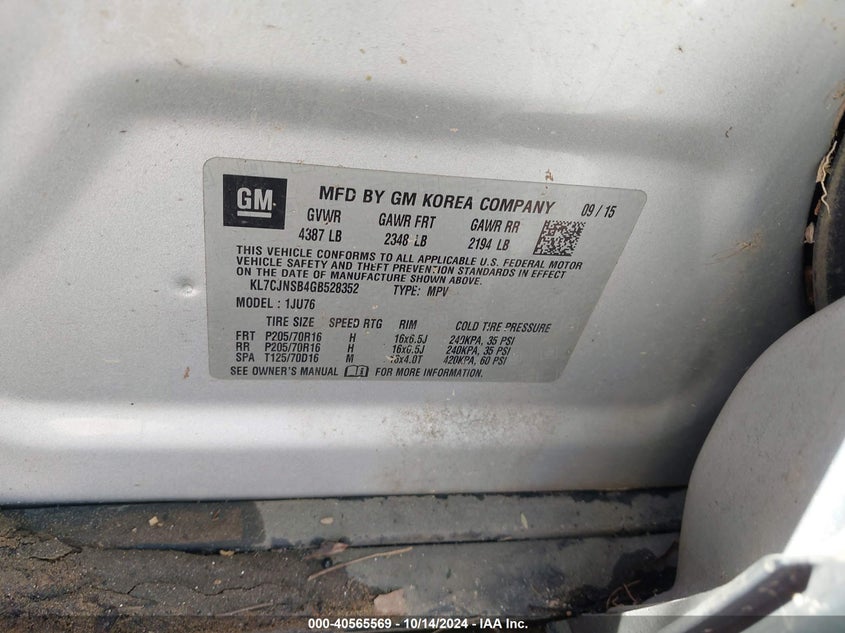 GM
MFD BY GM KOREA COMPANY 09/15
GVWR GAWR FRT GAWR RR
4387 LB 2348 LB 2194 LB
THIS VEHICLE CONFORMS TO ALL APPLICABLE U.S. FEDERAL MOTOR
VEHICLE SAFETY AND THEFT PREVENTION STANDARDS IN EFFECT
ON THE DATE OF MANUFACTURE SHOWN ABOVE.
KL7CJNSB4GB528352 TYPE: MPV
MODEL : 1JU76
TIRE SIZE SPEED RTG RIM COLD TIRE PRESSURE
FRT P205/70R16 H 16x6.5J 240KPA, 35 PSI
RR P205/70R16 H 16x6.5J 240KPA, 35 PSI
SPA T125/70D16 M 16x4.0T 420KPA, 60 PSI
SEE OWNER'S MANUAL FOR MORE INFORMATION.
000-40565569 - 10/14/2024 - IAA Inc.